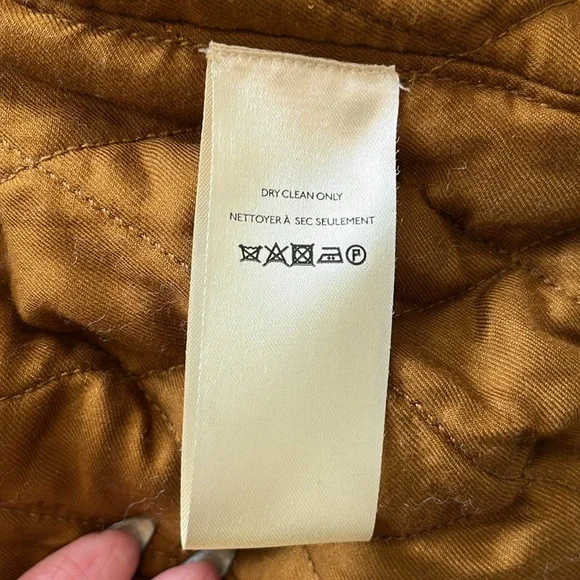 DRY CLEAN ONLY
NETTOYER À SEC SEULEMENT
P